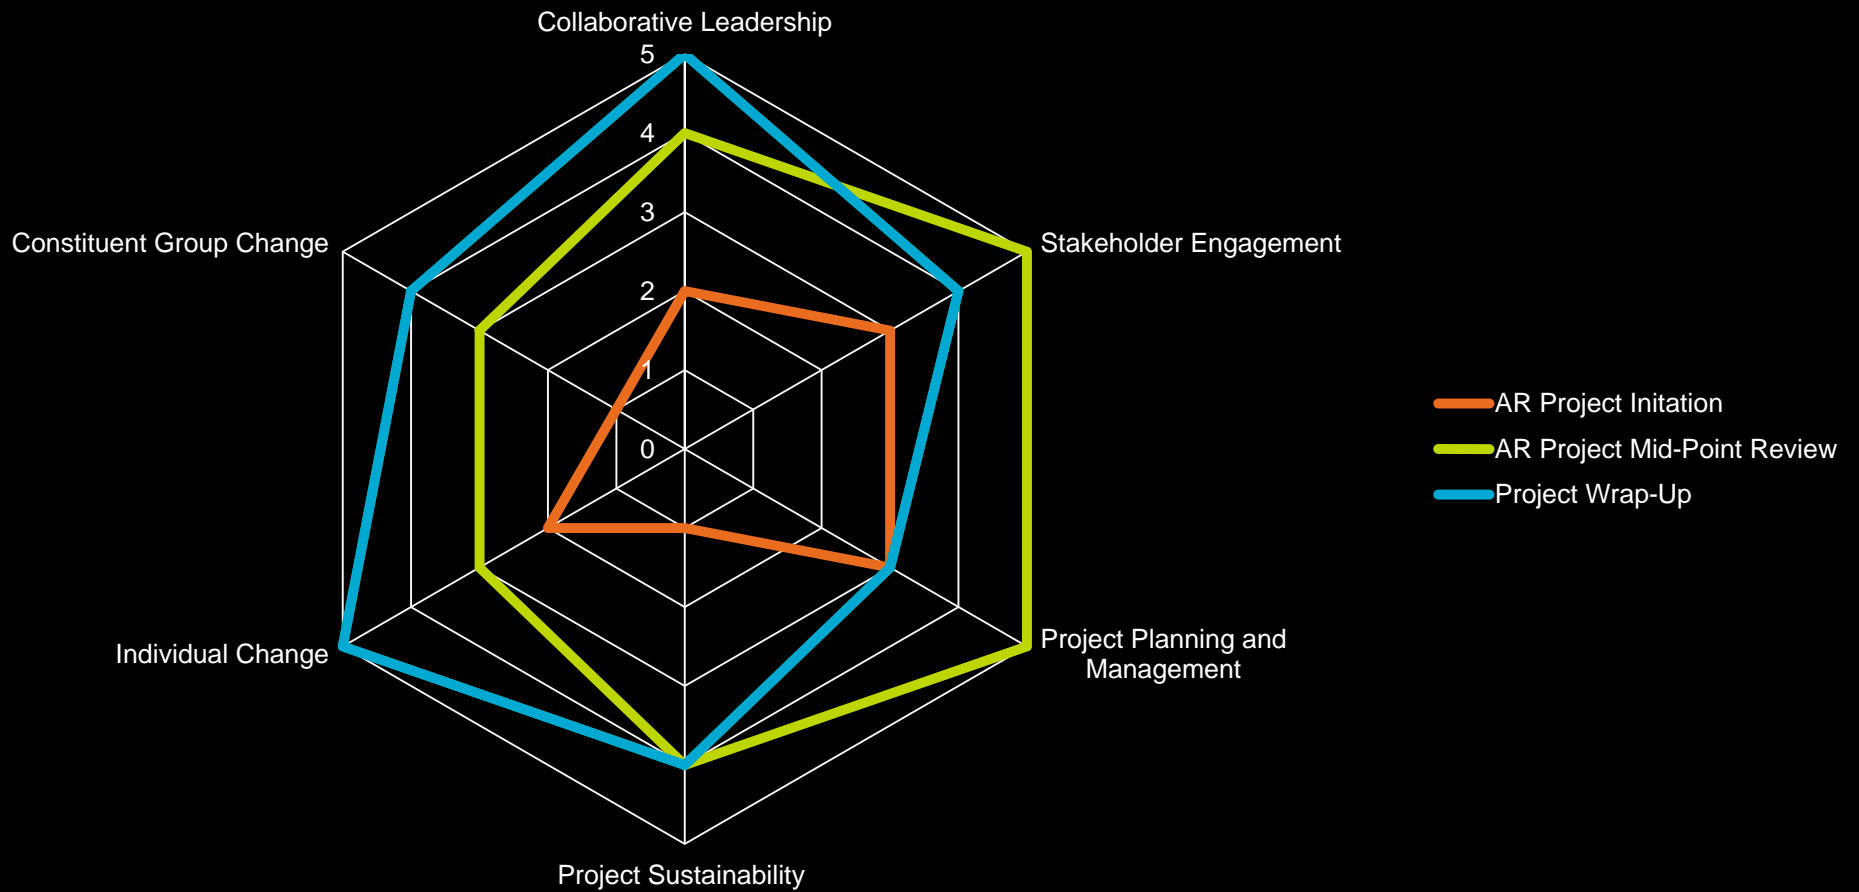 Collaborative Leadership
5
4
3
2
1
0
Constituent Group Change
Stakeholder Engagement
Individual Change
Project Planning and
Management
Project Sustainability
AR Project Initation
AR Project Mid-Point Review
Project Wrap-Up